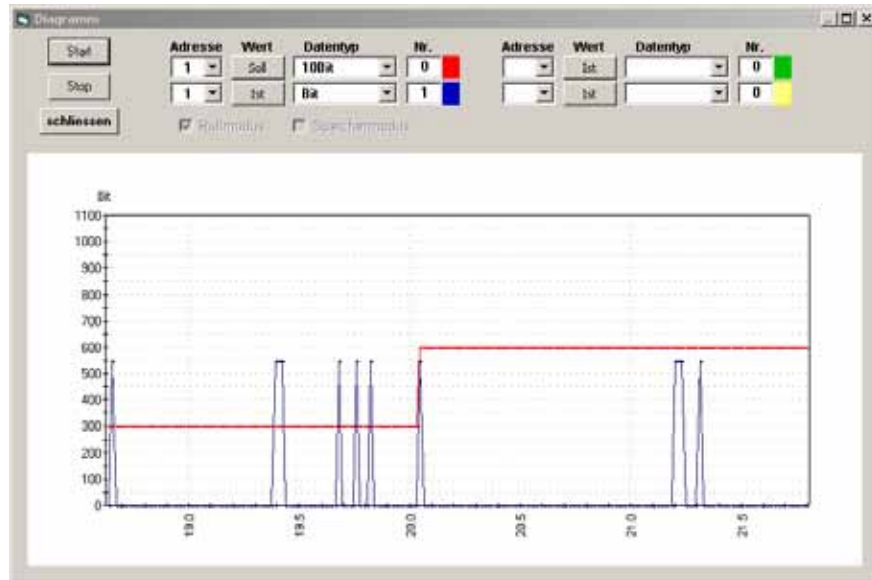 Diagramm
Start
Stop
schliessen
Adresse Wert Datentyp Nr.
1 Soll 10Bit 0
1 Ist Bit 1
Rollmodus Speichermodus
Adresse Wert Datentyp Nr.
Ist 0
Ist 0
Bit
1100
1000
900
800
700
600
500
400
300
200
100
0
19.0 19.5 20.0 20.5 21.0 21.5